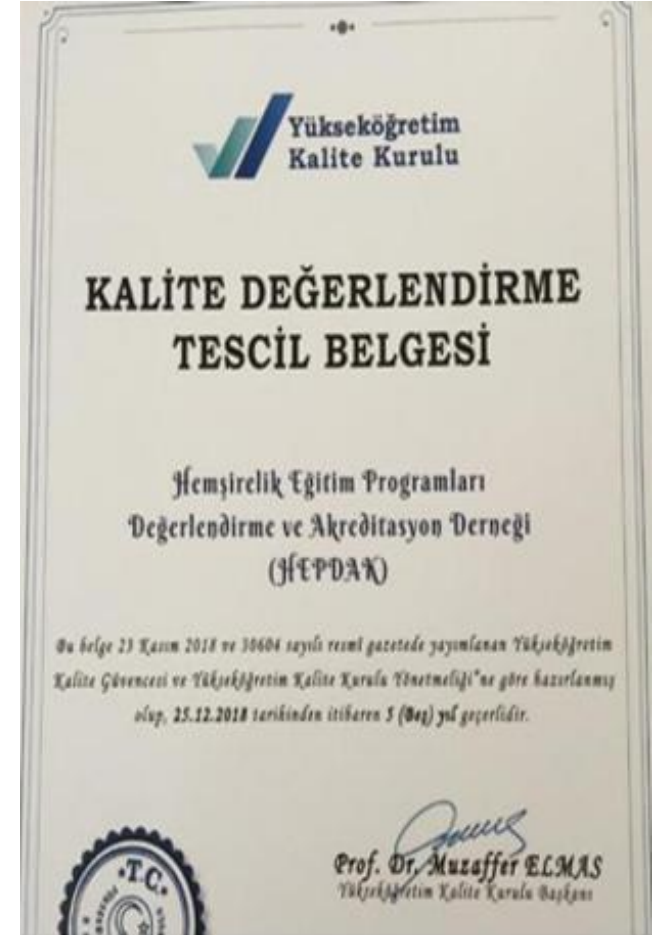 Yükseköğretim
Kalite Kurulu
KALİTE DEĞERLENDİRME
TESCİL BELGESİ
Hemşirelik Eğitim Programları
Değerlendirme ve Akreditasyon Derneği
(HEPDAK)
Bu belge 23 Kasım 2018 ve 30604 sayılı resmî gazetede yayımlanan Yükseköğretim
Kalite Güvencesi ve Yükseköğretim Kalite Kurulu Yönetmeliği"ne göre hazırlanmış
olup, 25.12.2018 tarihinden itibaren 5 (Beş) yıl geçerlidir.
Prof. Dr. Muzaffer ELMAS
Yükseköğretim Kalite Kurulu Başkanı
T.C.